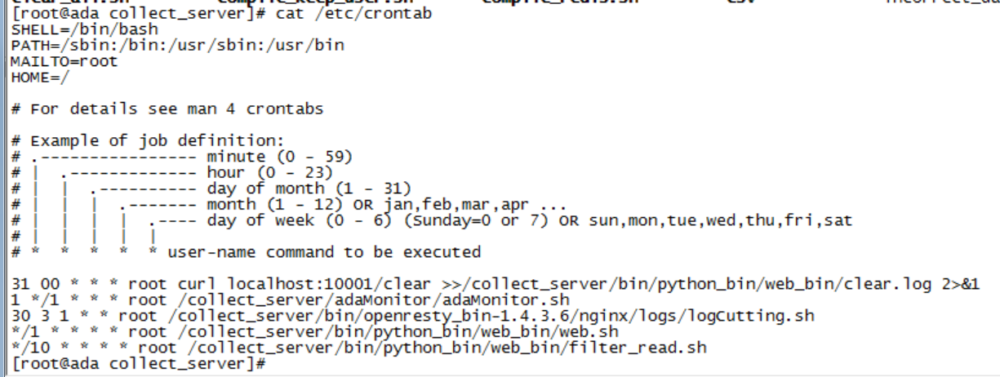 [root@ada collect_server]# cat /etc/crontab
SHELL=/bin/bash
PATH=/sbin:/bin:/usr/sbin:/usr/bin
MAILTO=root
HOME=/

# For details see man 4 crontabs

# Example of job definition:
# .---------------- minute (0 - 59)
# |  .------------- hour (0 - 23)
# |  |  .---------- day of month (1 - 31)
# |  |  |  .------- month (1 - 12) OR jan,feb,mar,apr ...
# |  |  |  |  .---- day of week (0 - 6) (Sunday=0 or 7) OR sun,mon,tue,wed,thu,fri,sat
# |  |  |  |  |
# *  *  *  *  * user-name command to be executed

31 00 * * * root curl localhost:10001/clear >>/collect_server/bin/python_bin/web_bin/clear.log 2>&1
1 */1 * * * root /collect_server/adaMonitor/adaMonitor.sh
30 3 1 * * root /collect_server/bin/openresty_bin-1.4.3.6/nginx/logs/logCutting.sh
*/1 * * * * root /collect_server/bin/python_bin/web_bin/web.sh
*/10 * * * * root /collect_server/bin/python_bin/web_bin/filter_read.sh
[root@ada collect_server]#